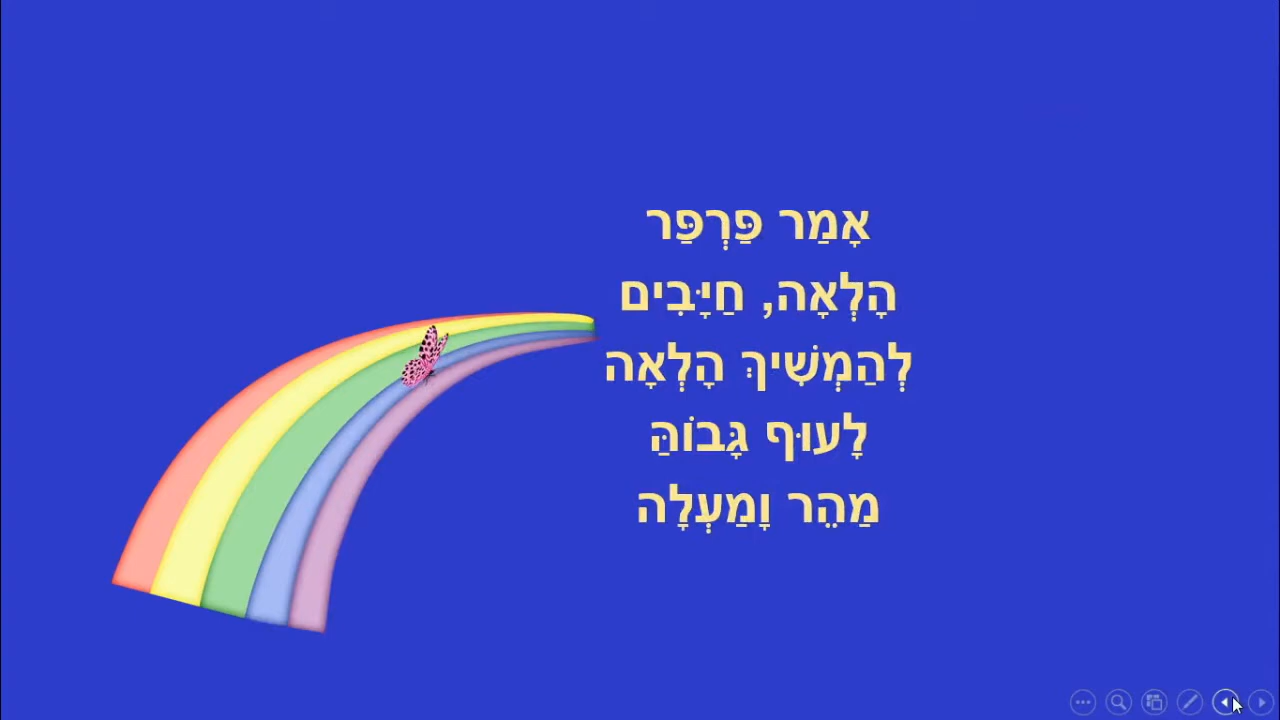 אָמַר פַּרְפַּר
הָלְאָה, חַיָּבִים
לְהַמְשִׁיךְ הָלְאָה
לָעוּף גָּבוֹהַּ
מַהֵר וָמַעְלָה